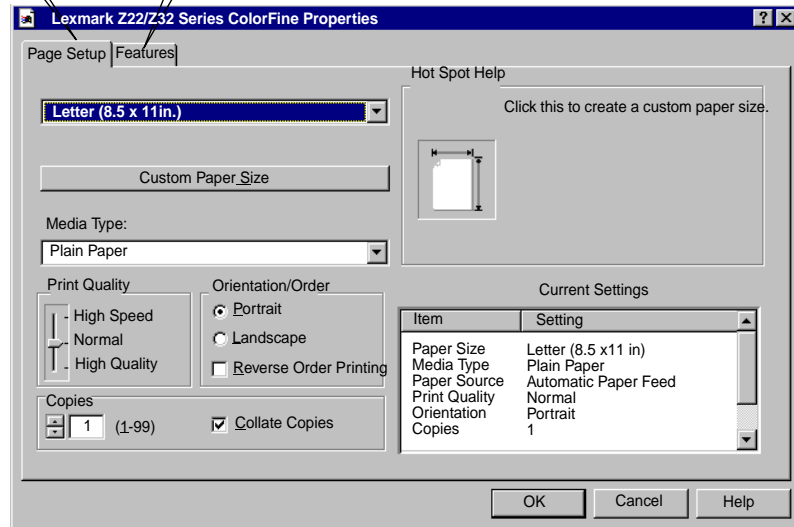 Lexmark Z22/Z32 Series ColorFine Properties
Page Setup Features
Hot Spot Help
Letter (8.5 x 11in.)
Click this to create a custom paper size.
Custom Paper Size
Media Type:
Plain Paper
Print Quality
High Speed
Normal
High Quality
Orientation/Order
Portrait
Landscape
Reverse Order Printing
Copies
1 (1-99)
Collate Copies
Current Settings
Item Setting
Paper Size Letter (8.5 x11 in)
Media Type Plain Paper
Paper Source Automatic Paper Feed
Print Quality Normal
Orientation Portrait
Copies 1
OK Cancel Help